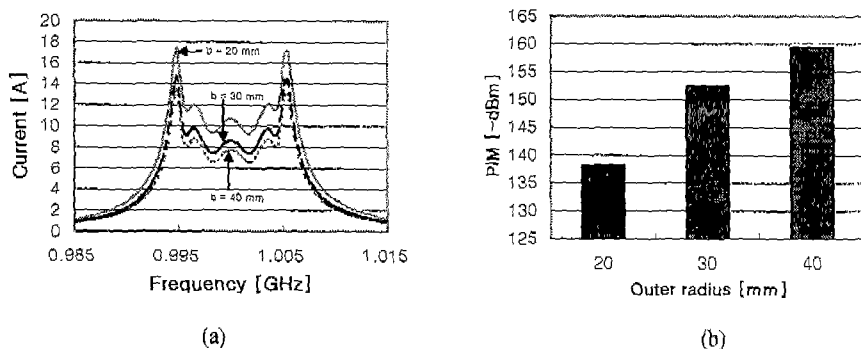 20
18
16
14
12
10
8
6
4
2
0
Current [A]
b = 20 mm
b = 30 mm
b = 40 mm
0.985 0.995 1.005 1.015
Frequency [GHz]
(a)
165
160
155
150
145
140
135
130
125
PIM [-dBm]
20 30 40
Outer radius [mm]
(b)